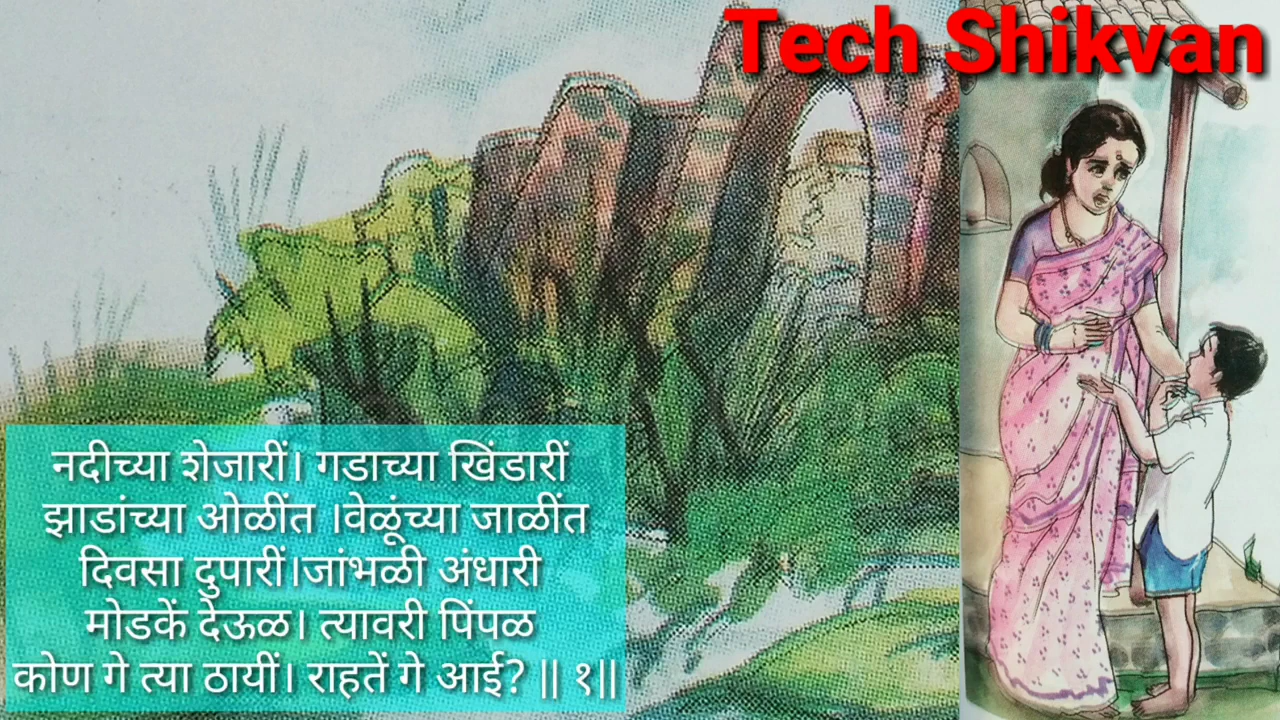 Tech Shikvan
नदीच्या शेजारीं। गडाच्या खिंडारीं
झाडांच्या ओळींत ।वेळूंच्या जाळींत
दिवसा दुपारीं।जांभळी अंधारी
मोडकें देऊळ। त्यावरी पिंपळ
कोण गे त्या ठायीं। राहतें गे आई? || १||